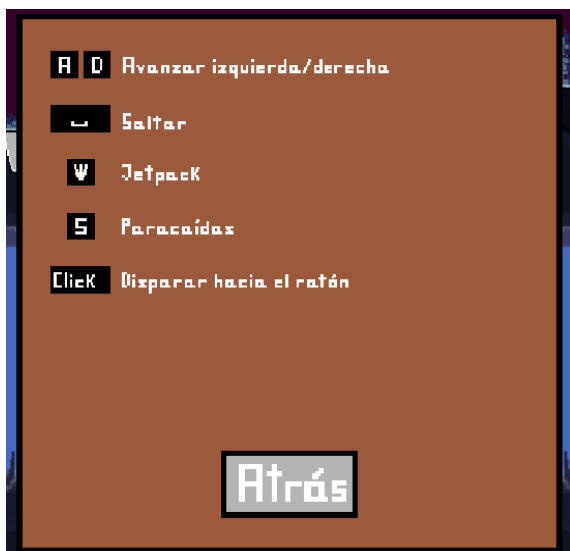 A D Avanzar izquierda/derecha
Saltar
W Jetpack
S Paracaídas
Click Disparar hacia el ratón
Atrás